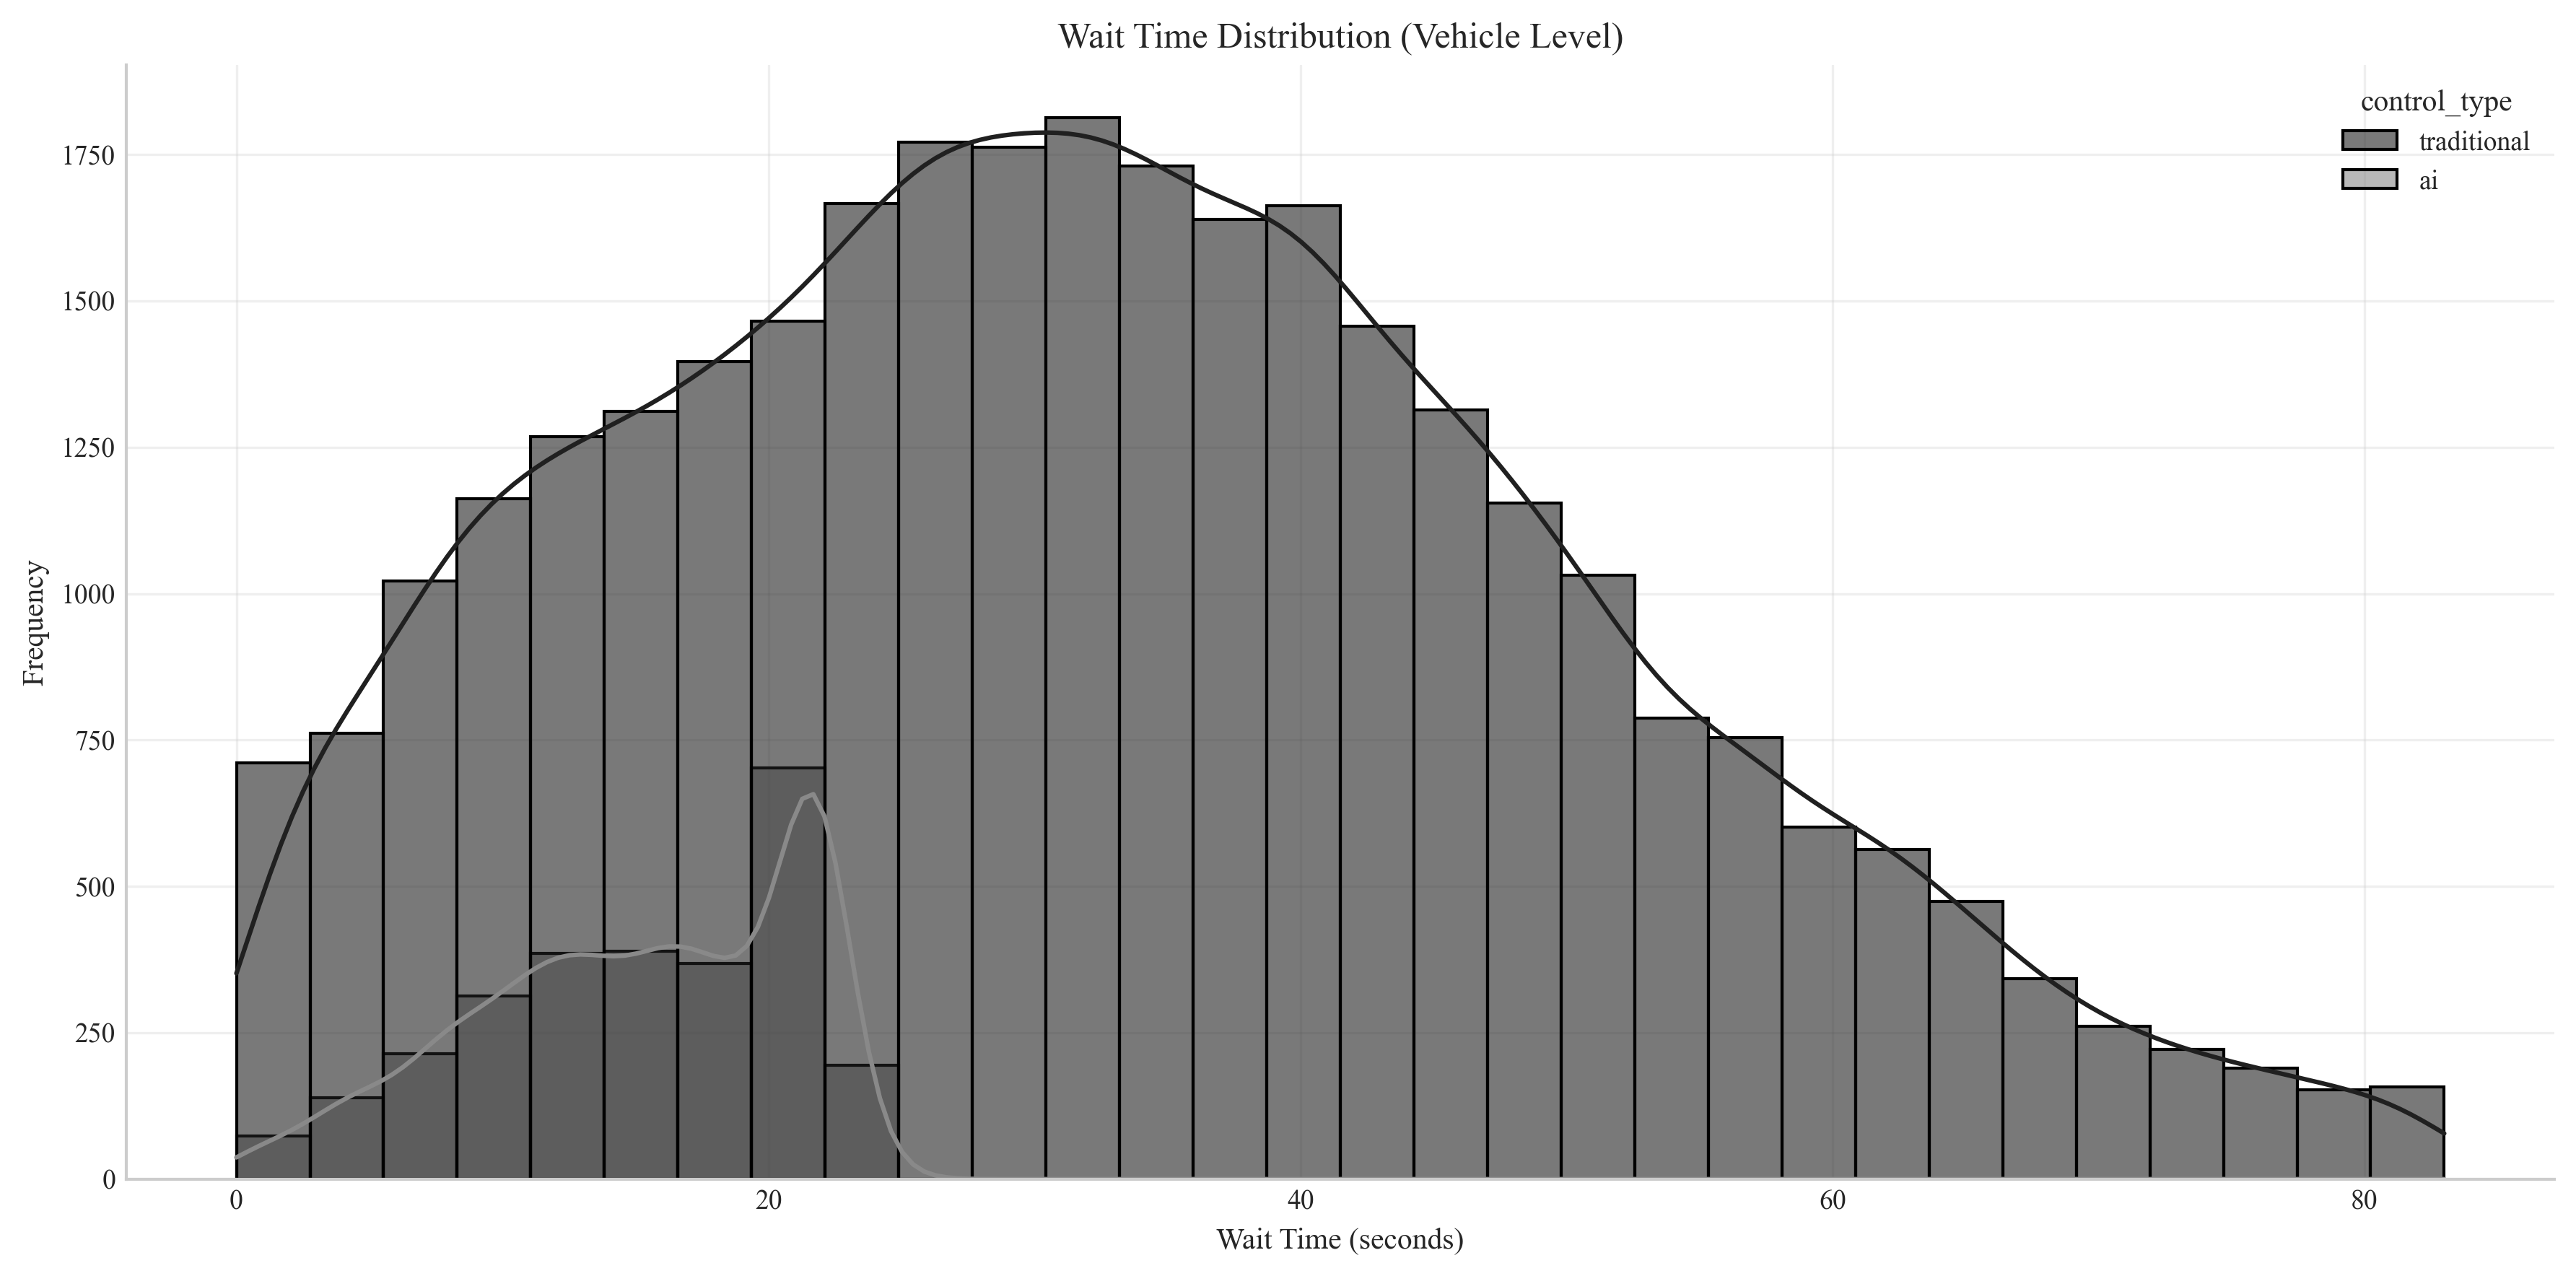 Wait Time Distribution (Vehicle Level)
control_type
traditional
ai
Frequency
1750
1500
1250
1000
750
500
250
0
0 20 40 60 80
Wait Time (seconds)